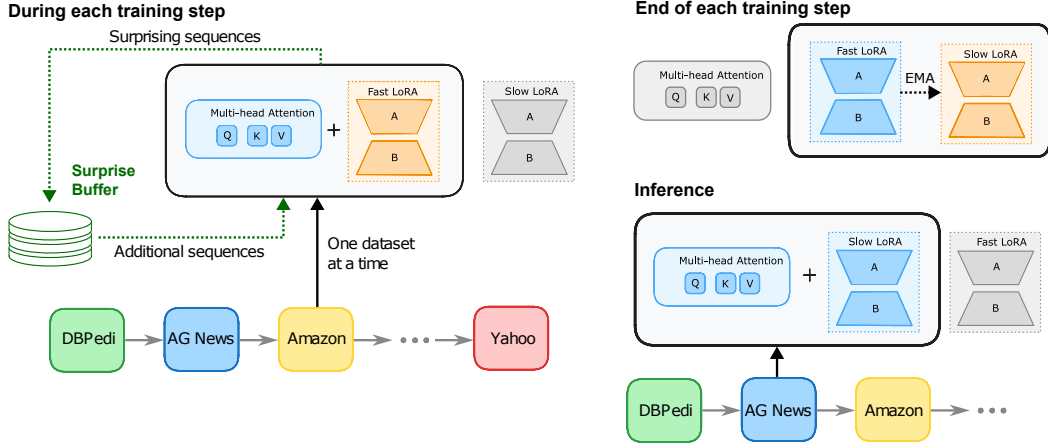 During each training step
Surprising sequences
Multi-head Attention
Q K V
+
Fast LoRA
A
B
Slow LoRA
A
B
Surprise
Buffer
Additional sequences
One dataset
at a time
DBPedi
AG News
Amazon
Yahoo
End of each training step
Multi-head Attention
Q K V
Fast LoRA
A
B
EMA
Slow LoRA
A
B
Inference
Multi-head Attention
Q K V
+
Slow LoRA
A
B
Fast LoRA
A
B
DBPedi
AG News
Amazon